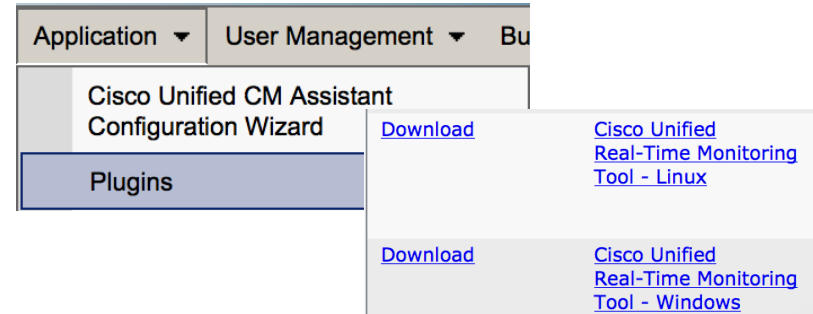 Application User Management Bu
Cisco Unified CM Assistant
Configuration Wizard
Plugins
Download Cisco Unified
Real-Time Monitoring
Tool - Linux
Download Cisco Unified
Real-Time Monitoring
Tool - Windows